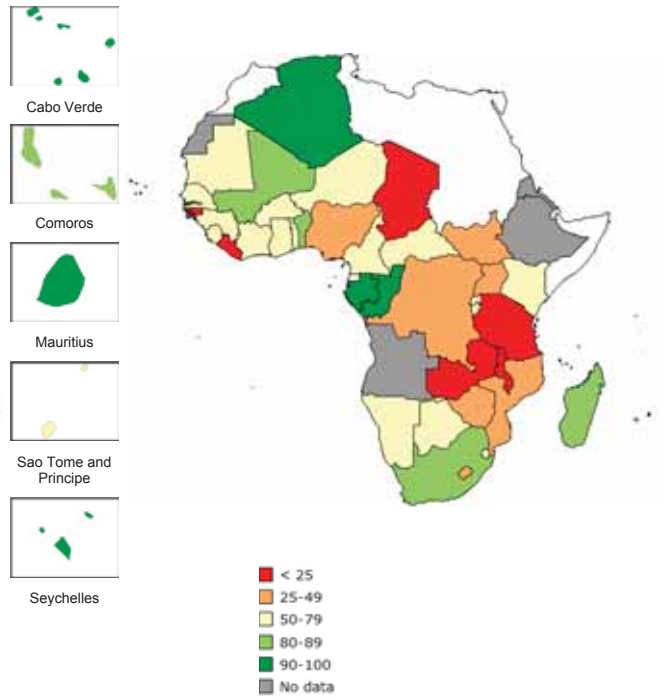 Cabo Verde
Comoros
Mauritius
Sao Tome and
Principe
Seychelles
< 25
25-49
50-79
80-89
90-100
No data